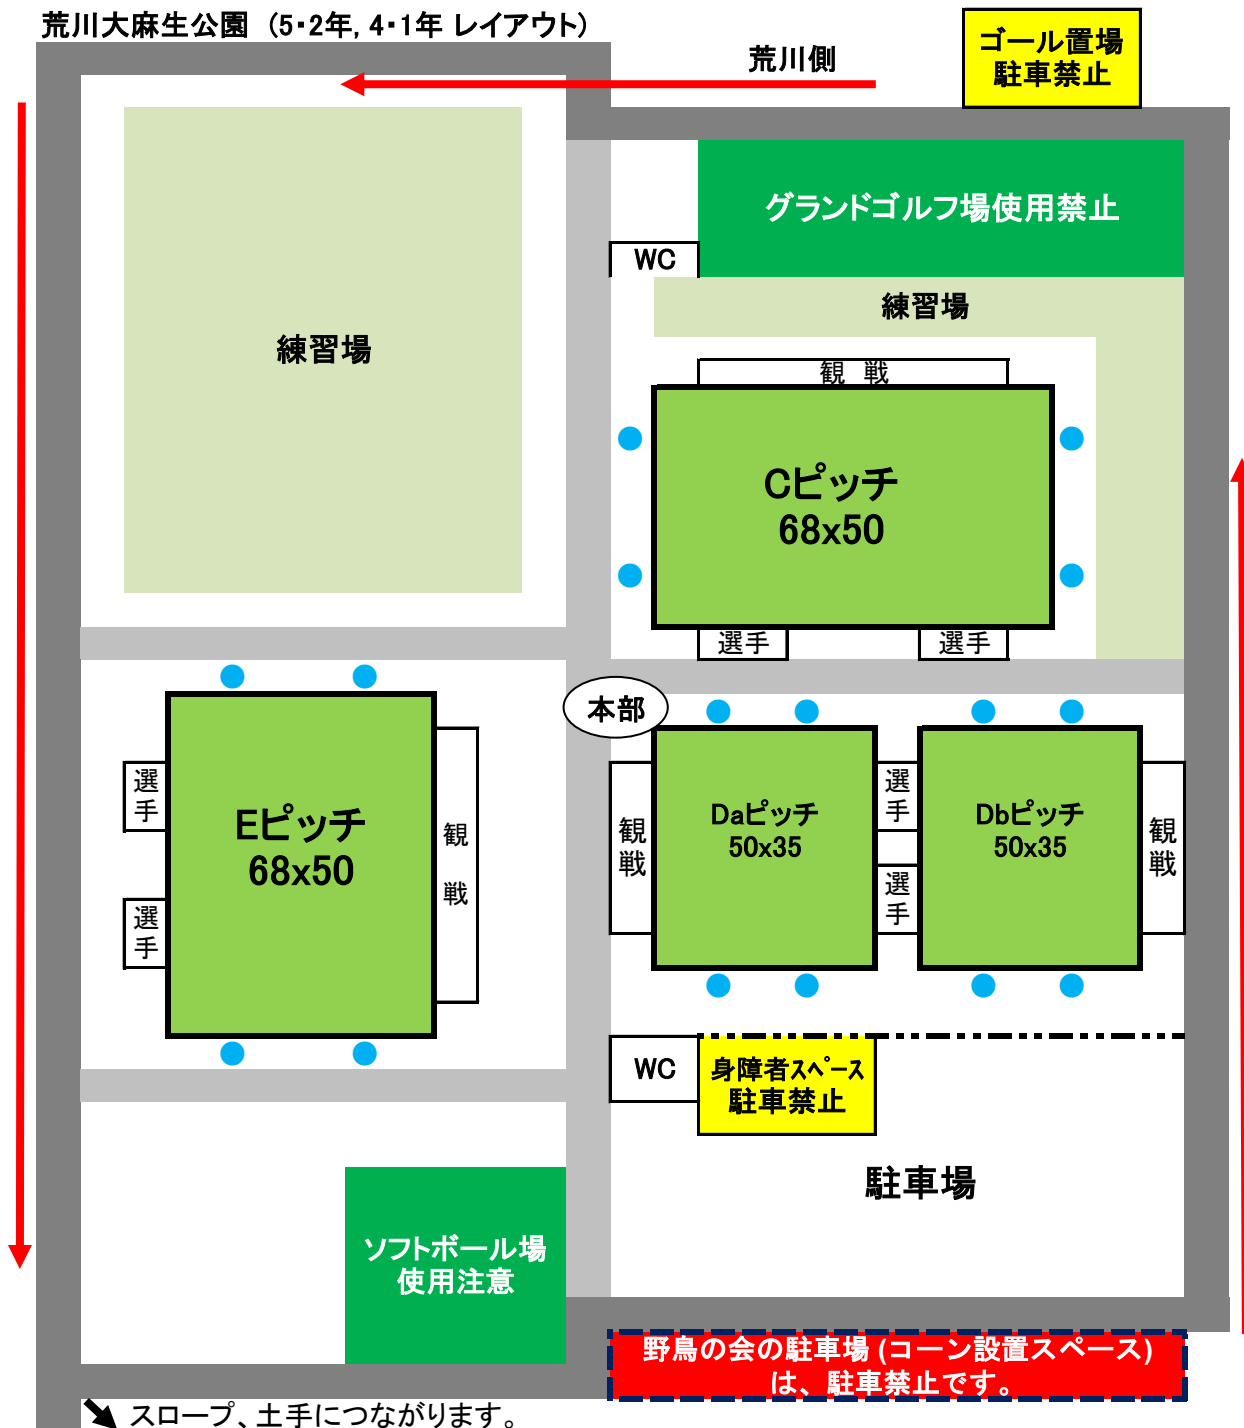 荒川大麻生公園 (5・2年, 4・1年 レイアウト)
荒川側
ゴール置場
駐車禁止
グランドゴルフ場使用禁止
WC
練習場
練習場
観 戦
Cピッチ
68x50
選手
選手
本部
選手
Eピッチ
68x50
選手
観戦
観戦
Daピッチ
50x35
選手
選手
Dbピッチ
50x35
観戦
WC
身障者スペース
駐車禁止
駐車場
ソフトボール場
使用注意
野鳥の会の駐車場 (コーン設置スペース)
は、駐車禁止です。
スロープ、土手につながります。